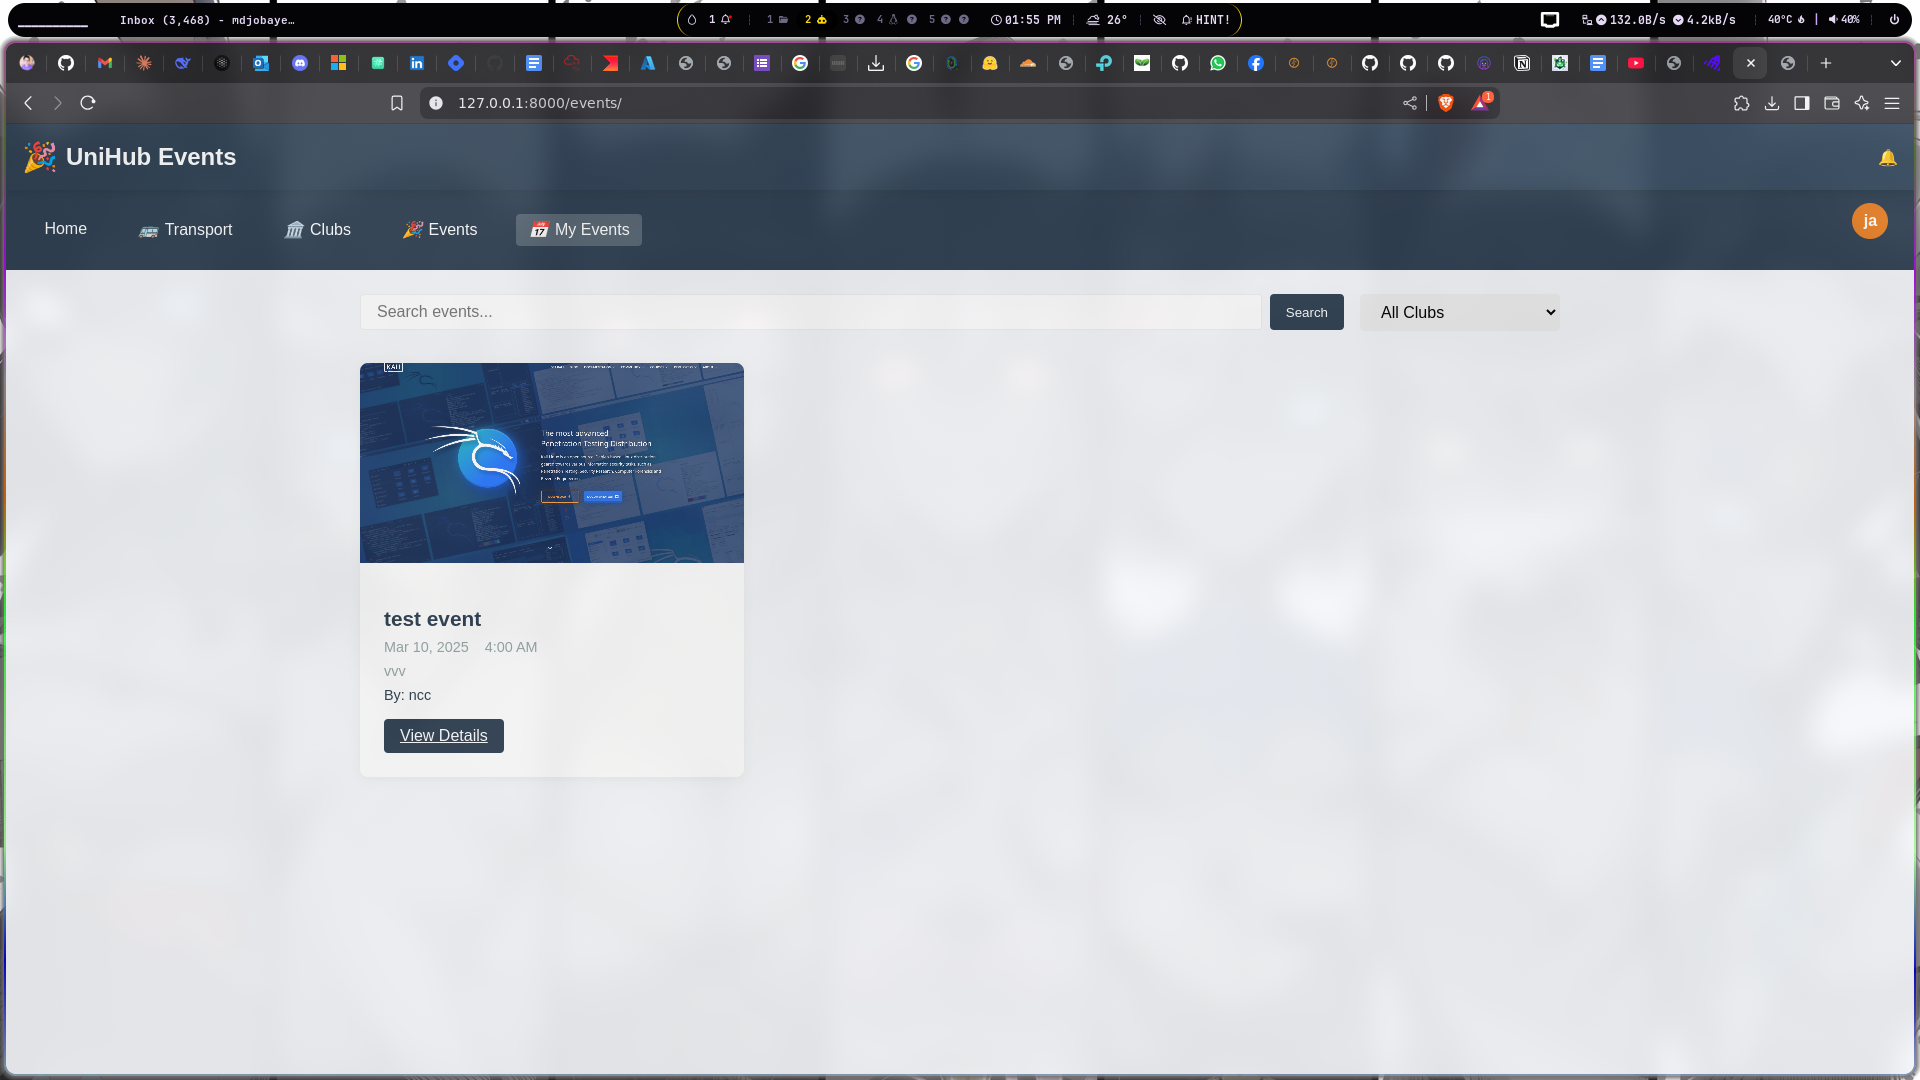 Inbox (3,468) - mdjobaye…
1
1
2
3
4
5
01:55 PM
26°
HINT!
132.0B/s
4.2kB/s
40°C
40%
127.0.0.1:8000/events/
1
UniHub Events
Home
Transport
Clubs
Events
My Events
ja
Search events...
Search
All Clubs
KALI
The most advanced
Penetration Testing Distribution
test event
Mar 10, 2025 4:00 AM
vvv
By: ncc
View Details